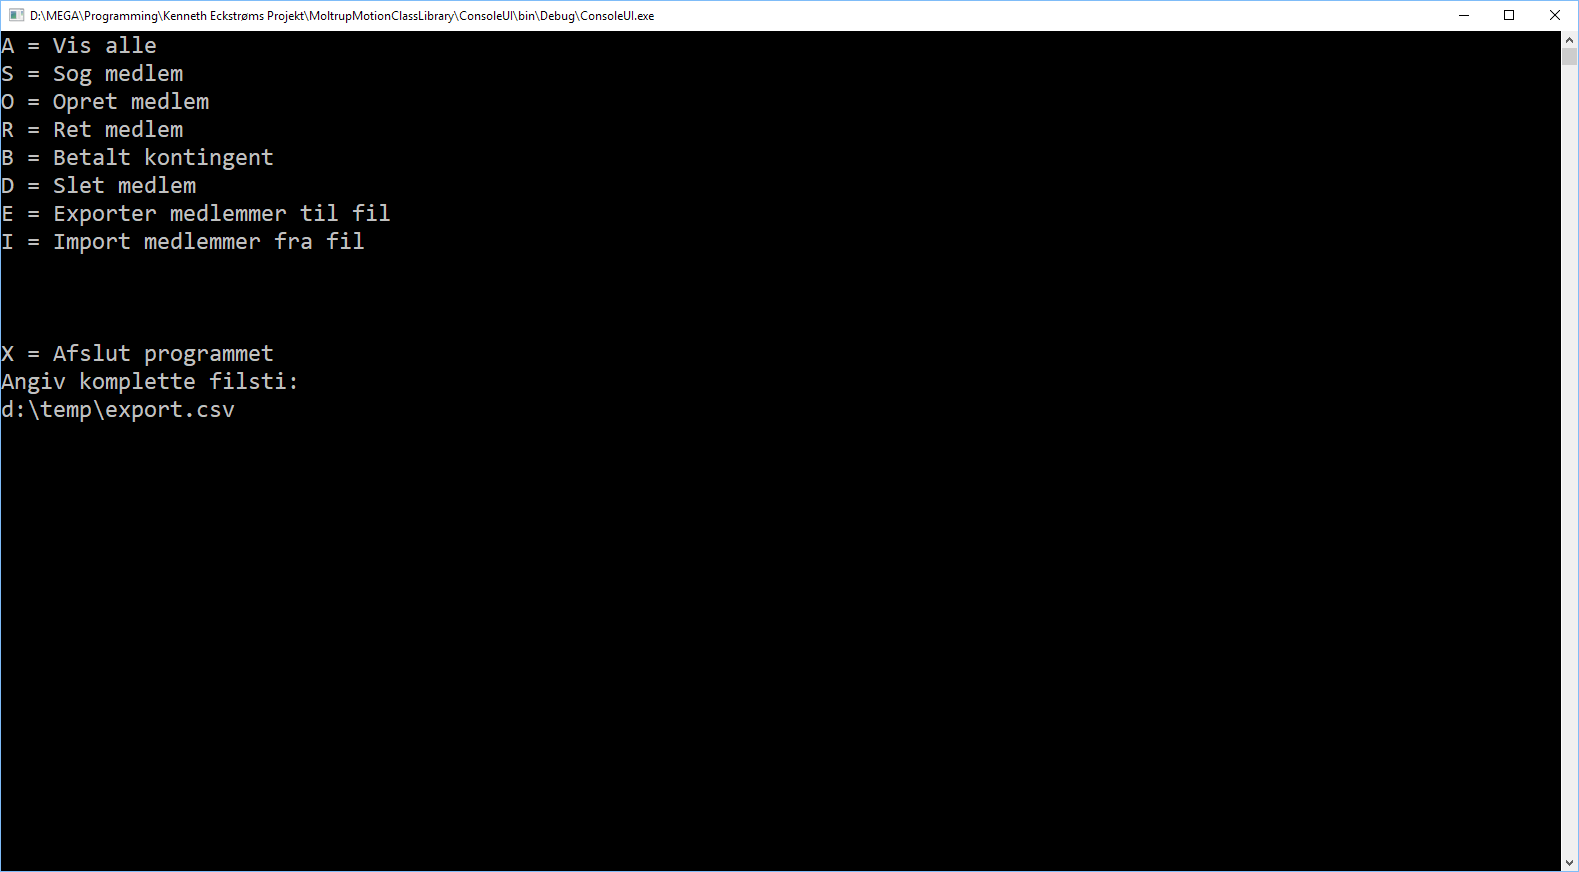 D:\MEGA\Programming\Kenneth Eckstrøms Projekt\MoltrupMotionClassLibrary\ConsoleUI\bin\Debug\ConsoleUI.exe
A = Vis alle
S = Sog medlem
O = Opret medlem
R = Ret medlem
B = Betalt kontingent
D = Slet medlem
E = Exporter medlemmer til fil
I = Import medlemmer fra fil
X = Afslut programmet
Angiv komplette filsti:
d:\temp\export.csv